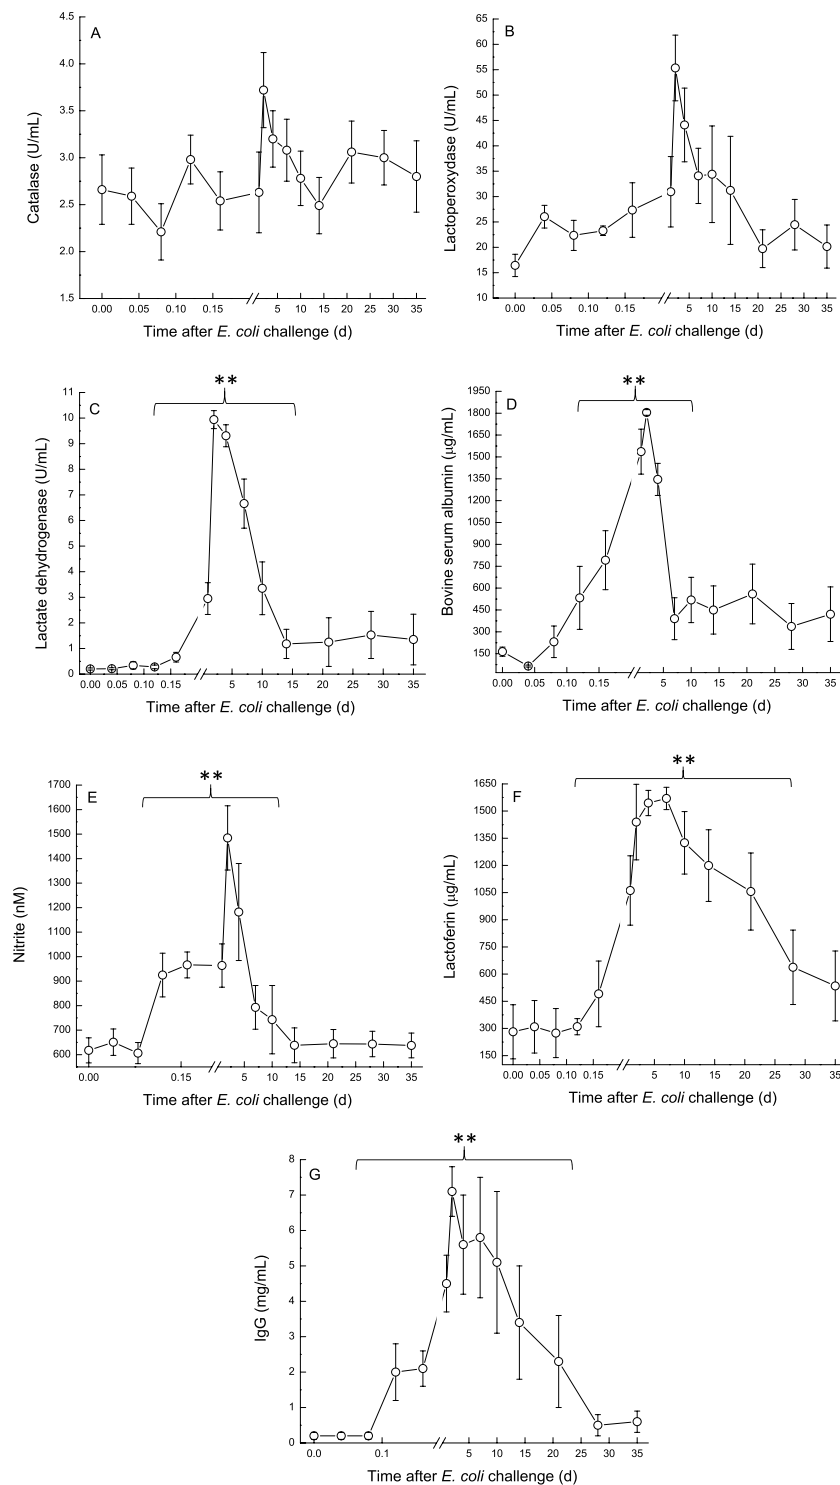 A
Catalase (U/mL)
4.5
4.0
3.5
3.0
2.5
2.0
1.5
0.00 0.05 0.10 0.15 5 10 15 20 25 30 35
Time after E. coli challenge (d)
B
Lactoperoxydase (U/mL)
65
60
55
50
45
40
35
30
25
20
15
10
0.00 0.05 0.10 0.15 5 10 15 20 25 30 35
Time after E. coli challenge (d)
C
**
Lactate dehydrogenase (U/mL)
11
10
9
8
7
6
5
4
3
2
1
0
0.00 0.05 0.10 0.15 5 10 15 20 25 30 35
Time after E. coli challenge (d)
D
**
Bovine serum albumin (µg/mL)
1950
1800
1650
1500
1350
1200
1050
900
750
600
450
300
150
0.00 0.05 0.10 0.15 5 10 15 20 25 30 35
Time after E. coli challenge (d)
E
**
Nitrite (nM)
1700
1600
1500
1400
1300
1200
1100
1000
900
800
700
600
0.00 0.15 5 10 15 20 25 30 35
Time after E. coli challenge (d)
F
**
Lactoferin (µg/mL)
1650
1500
1350
1200
1050
900
750
600
450
300
150
0.00 0.05 0.10 0.15 5 10 15 20 25 30 35
Time after E. coli challenge (d)
G
**
IgG (mg/mL)
8
7
6
5
4
3
2
1
0
0.0 0.1 5 10 15 20 25 30 35
Time after E. coli challenge (d)